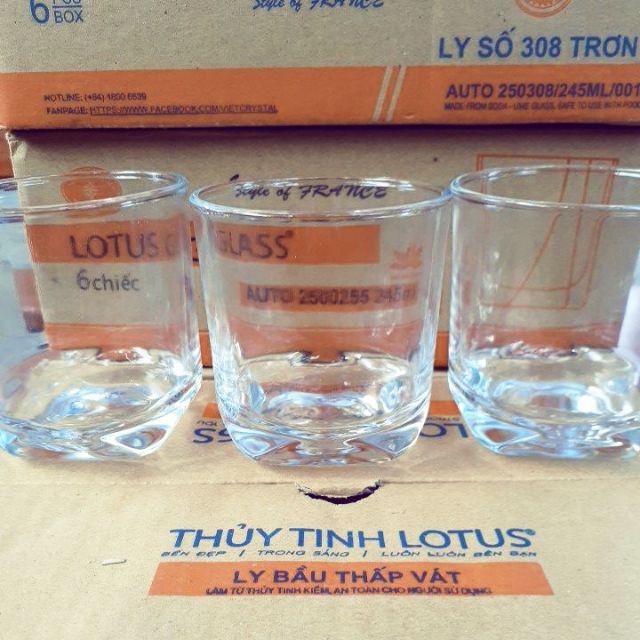 6 PCS
BOX
Style of FRANCE
LY SỐ 308 TRƠN
HOTLINE: (+84) 1800 6639
FANPAGE: HTTPS://WWW.FACEBOOK.COM/VIETCRYSTAL
AUTO 250308/245ML/001
MADE FROM SODA - LIME GLASS, SAFE TO USE WITH
Style of FRANCE
LOTUS GLASS®
6 chiếc
AUTO 2500255 245
LOTUS
THỦY TINH LOTUS®
BỀN ĐẸP / TRONG SÁNG / LUÔN LUÔN BÊN BẠN
LY BẦU THẤP VÁT
LÀM TỪ THỦY TINH KIỀM, AN TOÀN CHO NGƯỜI SỬ DỤNG